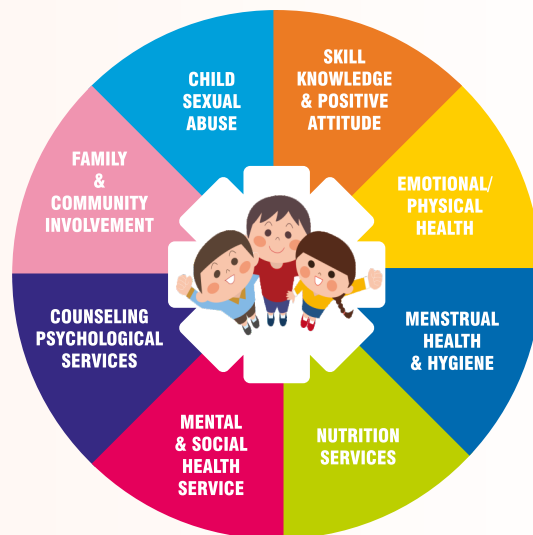 CHILD
SEXUAL
ABUSE
SKILL
KNOWLEDGE
& POSITIVE
ATTITUDE
EMOTIONAL/
PHYSICAL
HEALTH
MENSTRUAL
HEALTH
& HYGIENE
NUTRITION
SERVICES
MENTAL
& SOCIAL
HEALTH
SERVICE
COUNSELING
PSYCHOLOGICAL
SERVICES
FAMILY
&
COMMUNITY
INVOLVEMENT